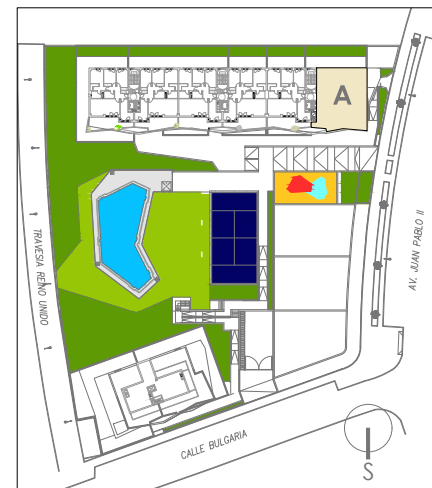 A
TRAVESIA REINO UNIDO
AV. JUAN PABLO II
CALLE BULGARIA
S